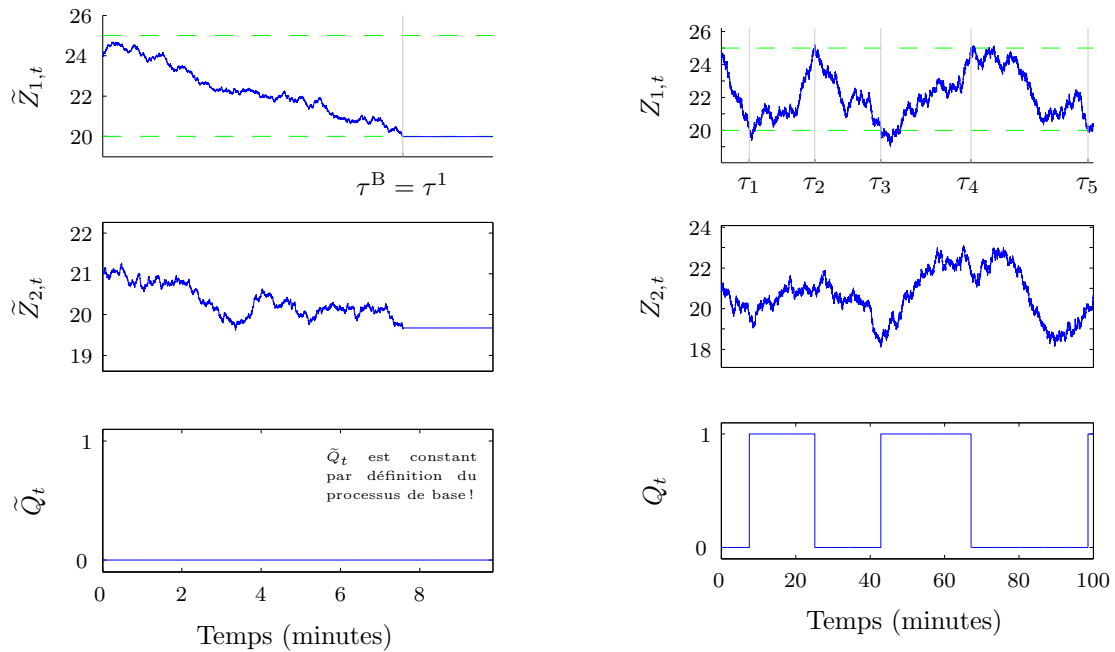 26
24
22
20
Z̃1,t
τB = τ1
22
21
20
19
Z̃2,t
1
0
Q̃t
Q̃t est constant
par définition du
processus de base !
0 2 4 6 8
Temps (minutes)
26
24
22
20
Z1,t
τ1 τ2 τ3 τ4 τ5
24
22
20
18
Z2,t
1
0
Qt
0 20 40 60 80 100
Temps (minutes)